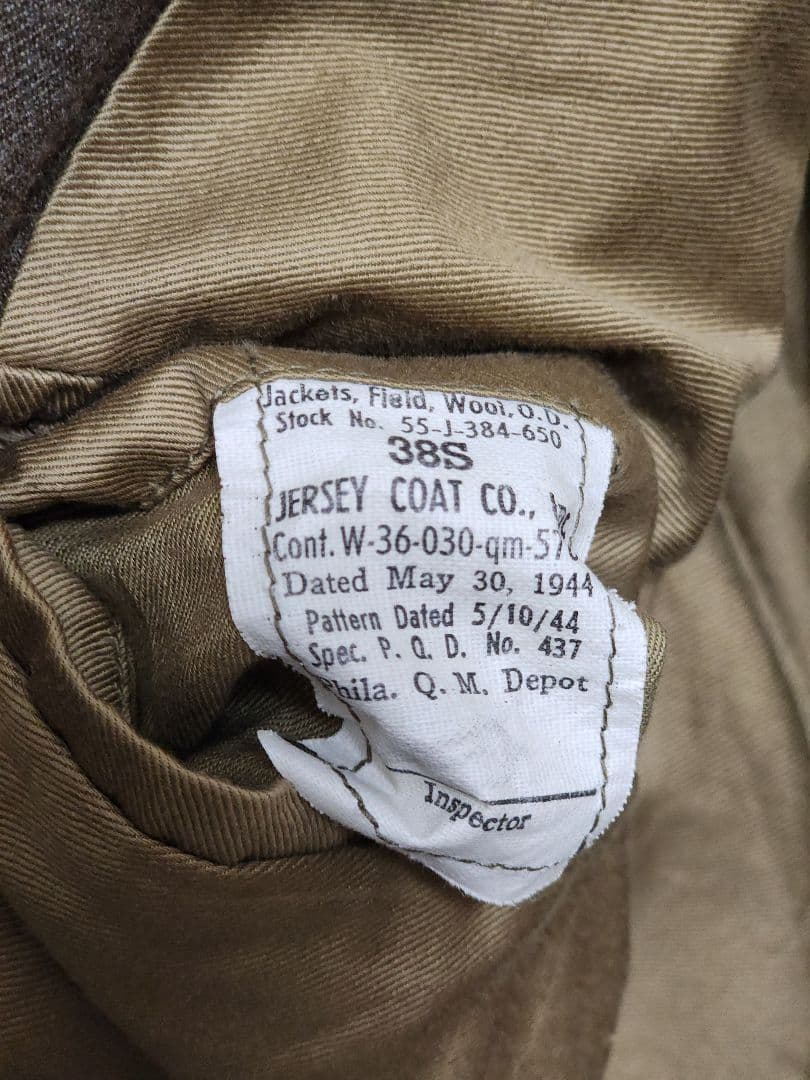 Jackets, Field, Wool, O.D.
Stock No. 55-J-384-650
38S
JERSEY COAT CO.,
Cont. W-36-030-qm-57
Dated May 30, 1944
Pattern Dated 5/10/44
Spec. P. Q. D. No. 437
Phila. Q. M. Depot
Inspector